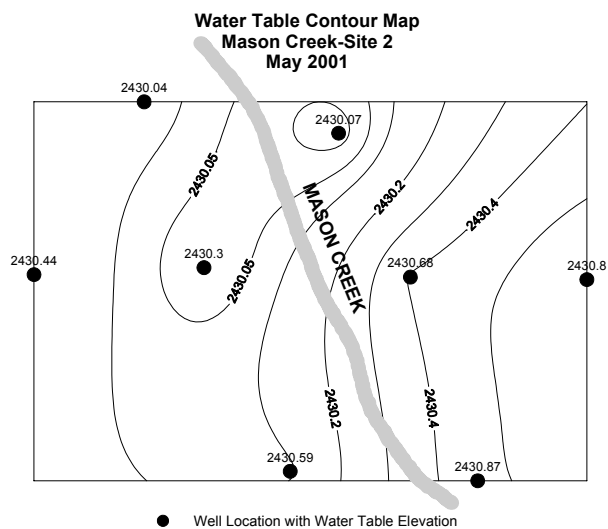 Water Table Contour Map
Mason Creek-Site 2
May 2001
2430.04
2430.07
2430.05
2430.2
2430.4
MASON CREEK
2430.44
2430.3
2430.05
2430.68
2430.8
2430.2
2430.4
2430.59
2430.87
Well Location with Water Table Elevation